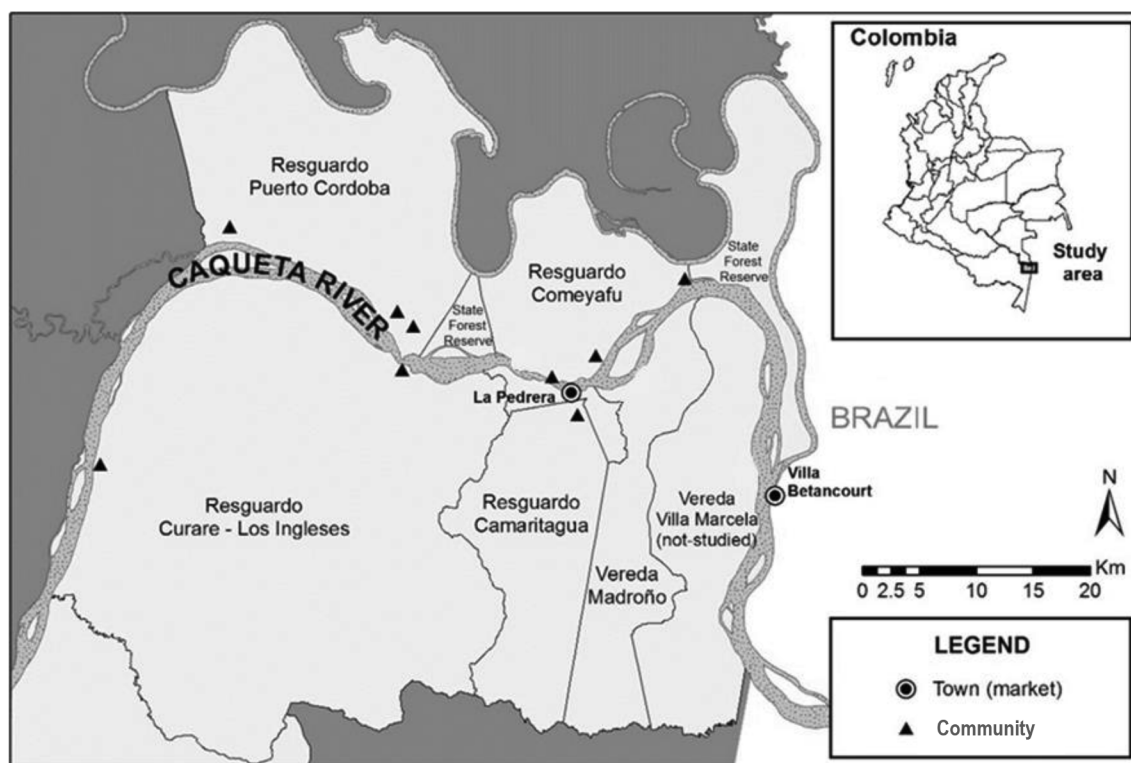 Colombia
Study
area
Resguardo
Puerto Cordoba
CAQUETA RIVER
State
Forest
Reserve
Resguardo
Comeyafu
State
Forest
Reserve
La Pedrera
BRAZIL
Villa
Betancourt
Resguardo
Curare - Los Ingleses
Resguardo
Camaritagua
Vereda
Villa Marcela
(not-studied)
Vereda
Madroño
N
Km
0 2.5 5 10 15 20
LEGEND
Town (market)
Community